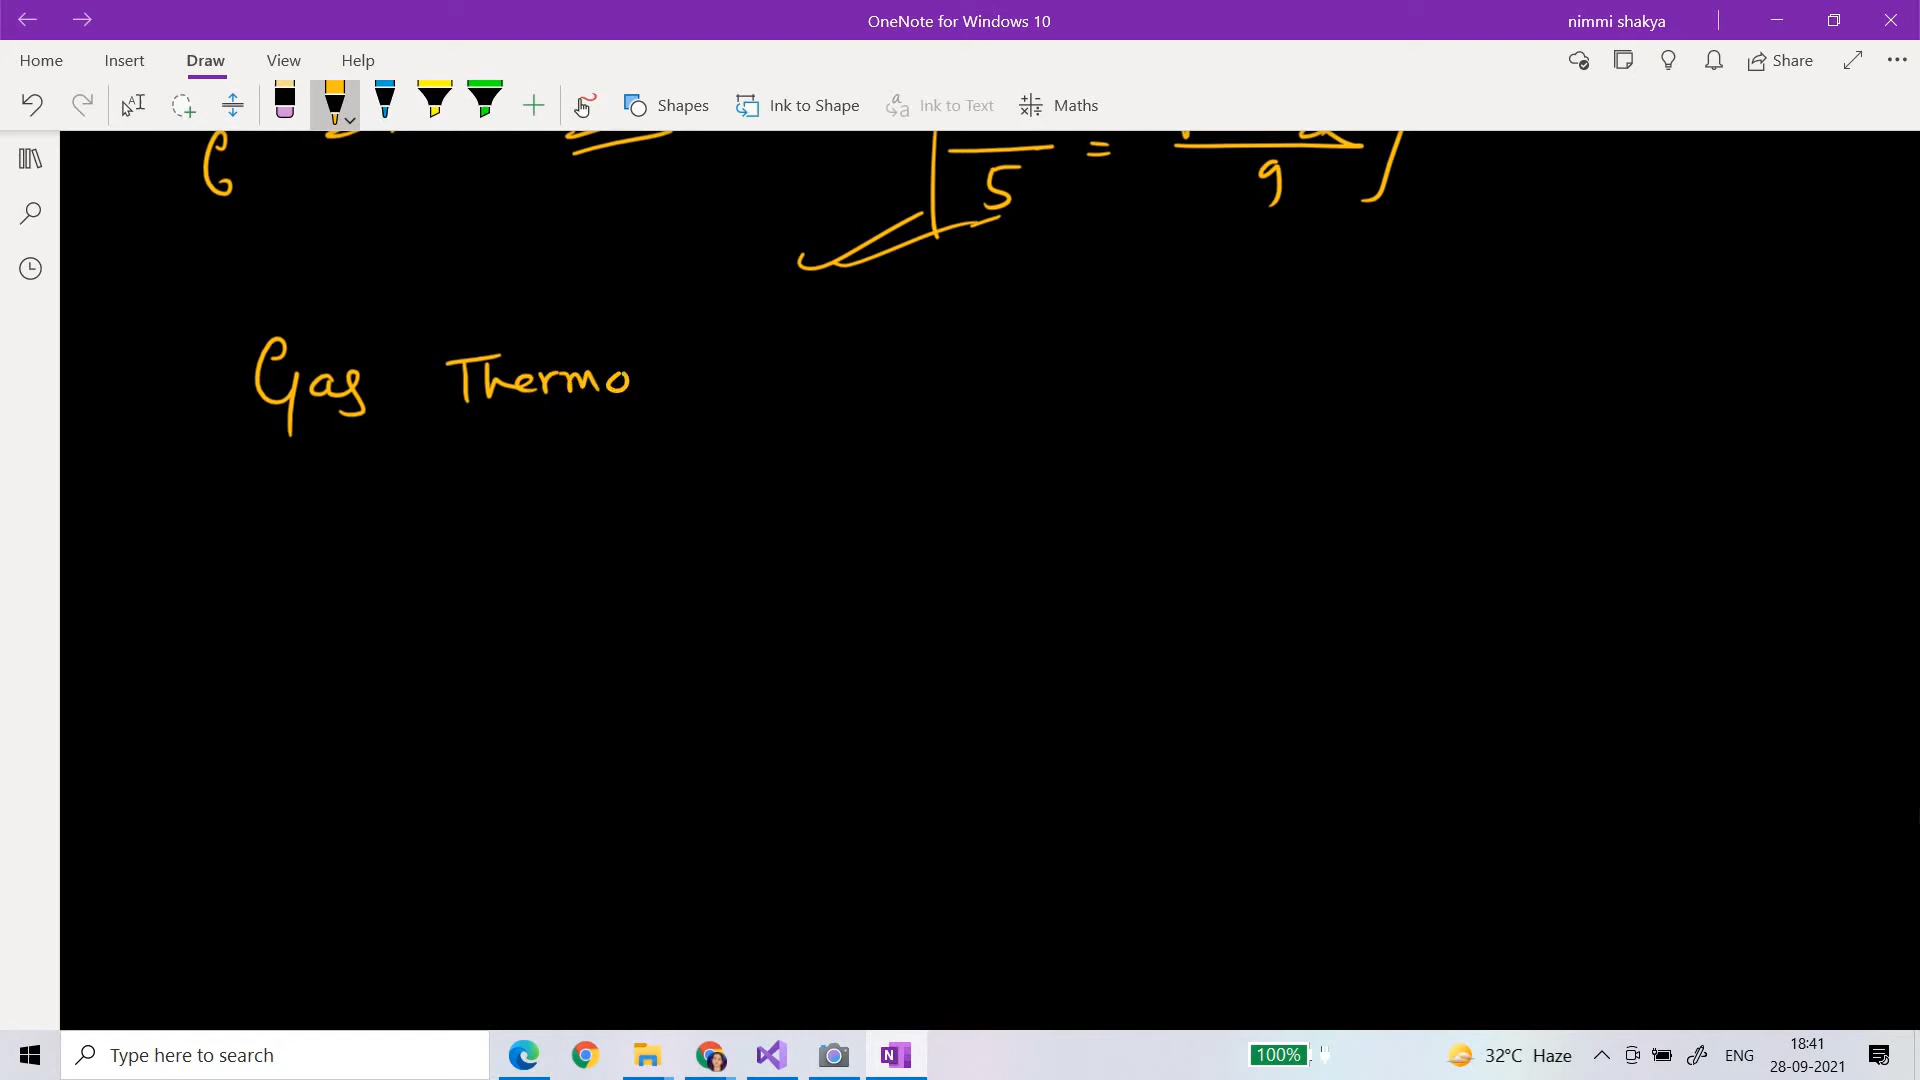 OneNote for Windows 10
nimmi shakya
Home Insert Draw View Help
Share
Shapes Ink to Shape Ink to Text Maths
5 = 9
Gas Thermo
Type here to search
100%
32°C Haze
ENG
18:41
28-09-2021